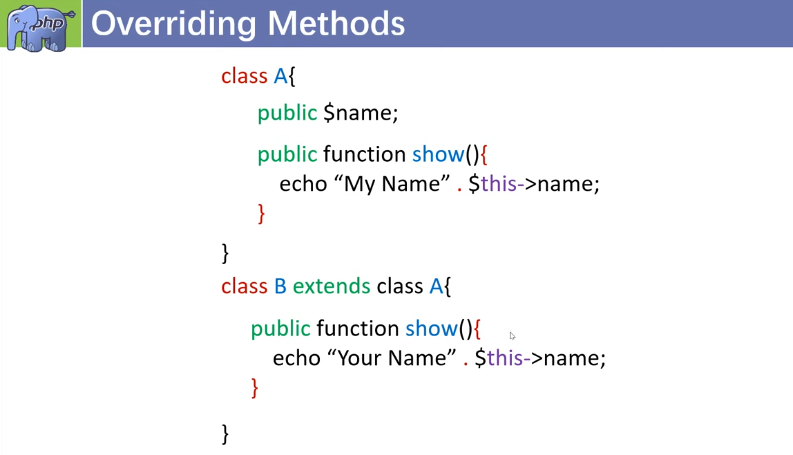 php
Overriding Methods
class A{
public $name;
public function show(){
echo “My Name” . $this->name;
}
}
class B extends class A{
public function show(){
echo “Your Name” . $this->name;
}
}